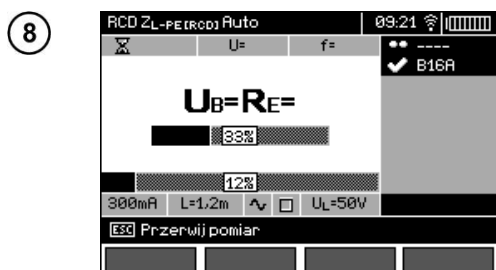 8
RCD ZL-PE[RCD] Auto 09:21
U= f=
----
B16A
UB=RE=
33%
12%
300mA L=1,2m UL=50V
ESC Przerwij pomiar